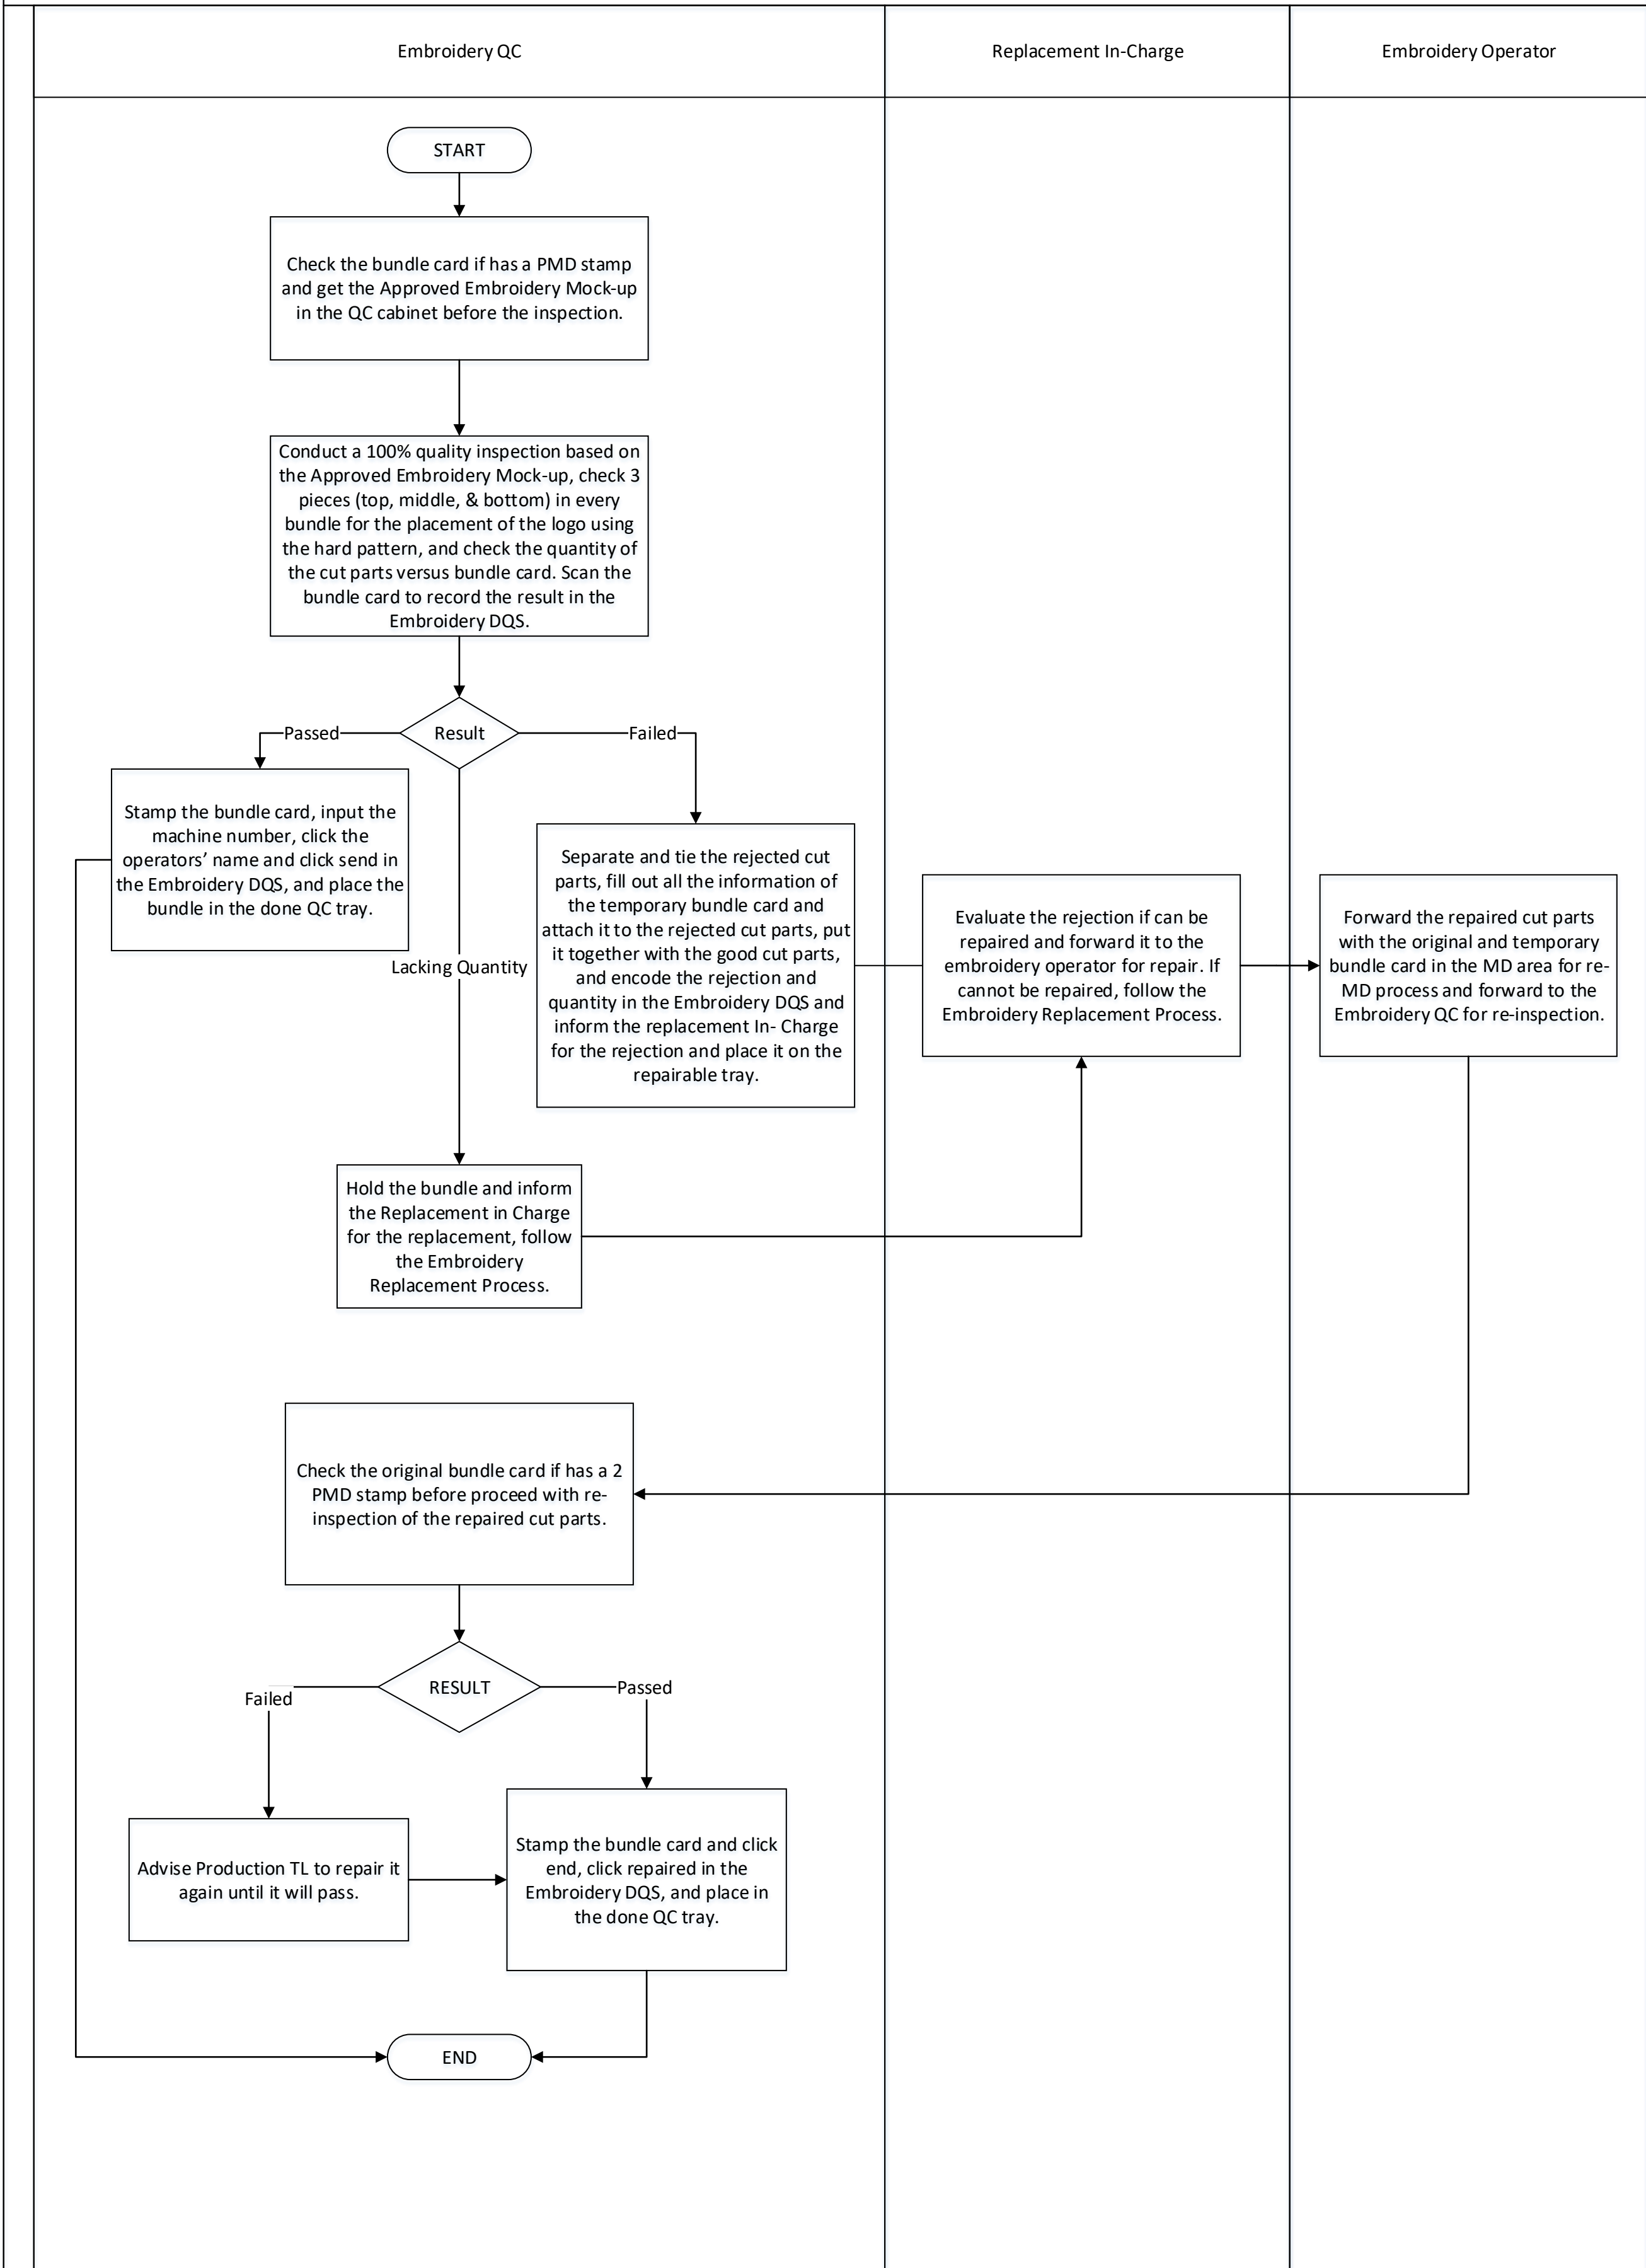 Embroidery QC
Replacement In-Charge
Embroidery Operator
START
Check the bundle card if has a PMD stamp
and get the Approved Embroidery Mock-up
in the QC cabinet before the inspection.
Conduct a 100% quality inspection based on
the Approved Embroidery Mock-up, check 3
pieces (top, middle, & bottom) in every
bundle for the placement of the logo using
the hard pattern, and check the quantity of
the cut parts versus bundle card. Scan the
bundle card to record the result in the
Embroidery DQS.
Passed
Result
Failed
Stamp the bundle card, input the
machine number, click the
operators’ name and click send in
the Embroidery DQS, and place the
bundle in the done QC tray.
Lacking Quantity
Separate and tie the rejected cut
parts, fill out all the information of
the temporary bundle card and
attach it to the rejected cut parts, put
it together with the good cut parts,
and encode the rejection and
quantity in the Embroidery DQS and
inform the replacement In- Charge
for the rejection and place it on the
repairable tray.
Evaluate the rejection if can be
repaired and forward it to the
embroidery operator for repair. If
cannot be repaired, follow the
Embroidery Replacement Process.
Forward the repaired cut parts
with the original and temporary
bundle card in the MD area for re-
MD process and forward to the
Embroidery QC for re-inspection.
Hold the bundle and inform
the Replacement in Charge
for the replacement, follow
the Embroidery
Replacement Process.
Check the original bundle card if has a 2
PMD stamp before proceed with re-
inspection of the repaired cut parts.
Failed
RESULT
Passed
Advise Production TL to repair it
again until it will pass.
Stamp the bundle card and click
end, click repaired in the
Embroidery DQS, and place in
the done QC tray.
END